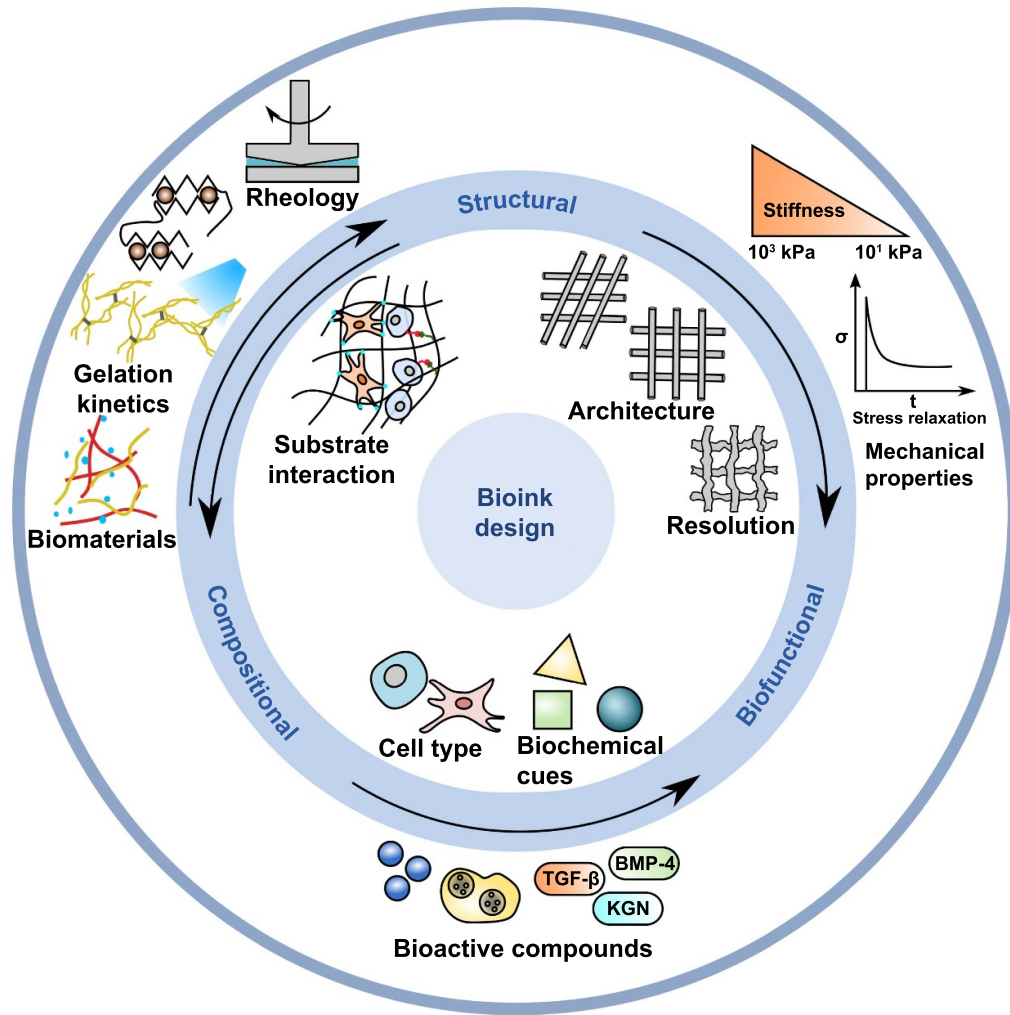 Rheology
Structural
Stiffness
10³ kPa
10¹ kPa
σ
t
Stress relaxation
Mechanical
properties
Gelation
kinetics
Substrate
interaction
Architecture
Resolution
Biomaterials
Bioink
design
Compositional
Biofunctional
Cell type
Biochemical
cues
TGF-β
BMP-4
KGN
Bioactive compounds